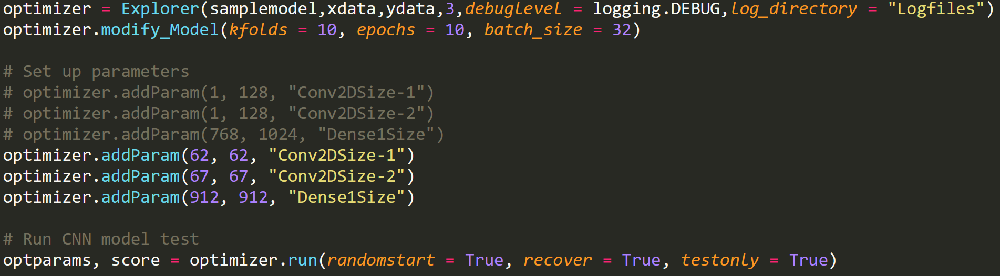 optimizer = Explorer(samplemodel,xdata,ydata,3,debuglevel = logging.DEBUG,log_directory = "Logfiles")
optimizer.modify_Model(kfolds = 10, epochs = 10, batch_size = 32)
# Set up parameters
# optimizer.addParam(1, 128, "Conv2DSize-1")
# optimizer.addParam(1, 128, "Conv2DSize-2")
# optimizer.addParam(768, 1024, "Dense1Size")
optimizer.addParam(62, 62, "Conv2DSize-1")
optimizer.addParam(67, 67, "Conv2DSize-2")
optimizer.addParam(912, 912, "Dense1Size")
# Run CNN model test
optparams, score = optimizer.run(randomstart = True, recover = True, testonly = True)